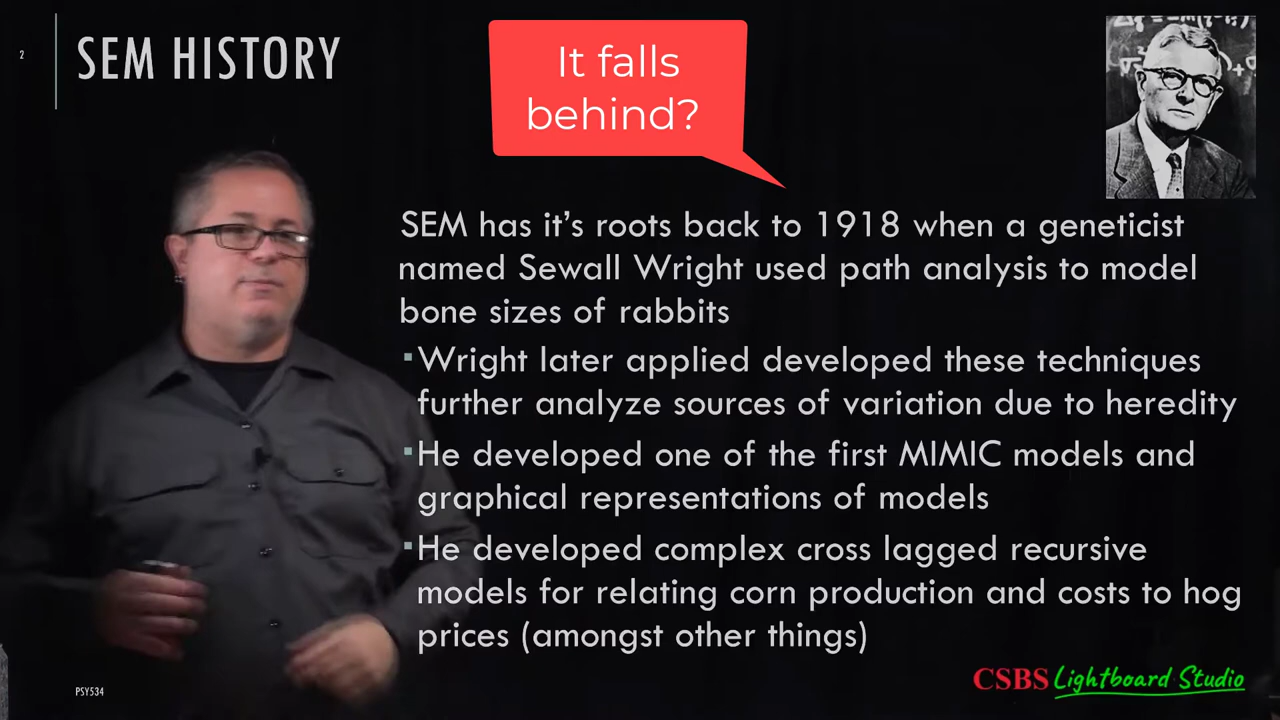 2
SEM HISTORY
It falls
behind?
SEM has it's roots back to 1918 when a geneticist
named Sewall Wright used path analysis to model
bone sizes of rabbits
▪Wright later applied developed these techniques
further analyze sources of variation due to heredity
▪He developed one of the first MIMIC models and
graphical representations of models
▪He developed complex cross lagged recursive
models for relating corn production and costs to hog
prices (amongst other things)
PSY534
CSBS Lightboard Studio